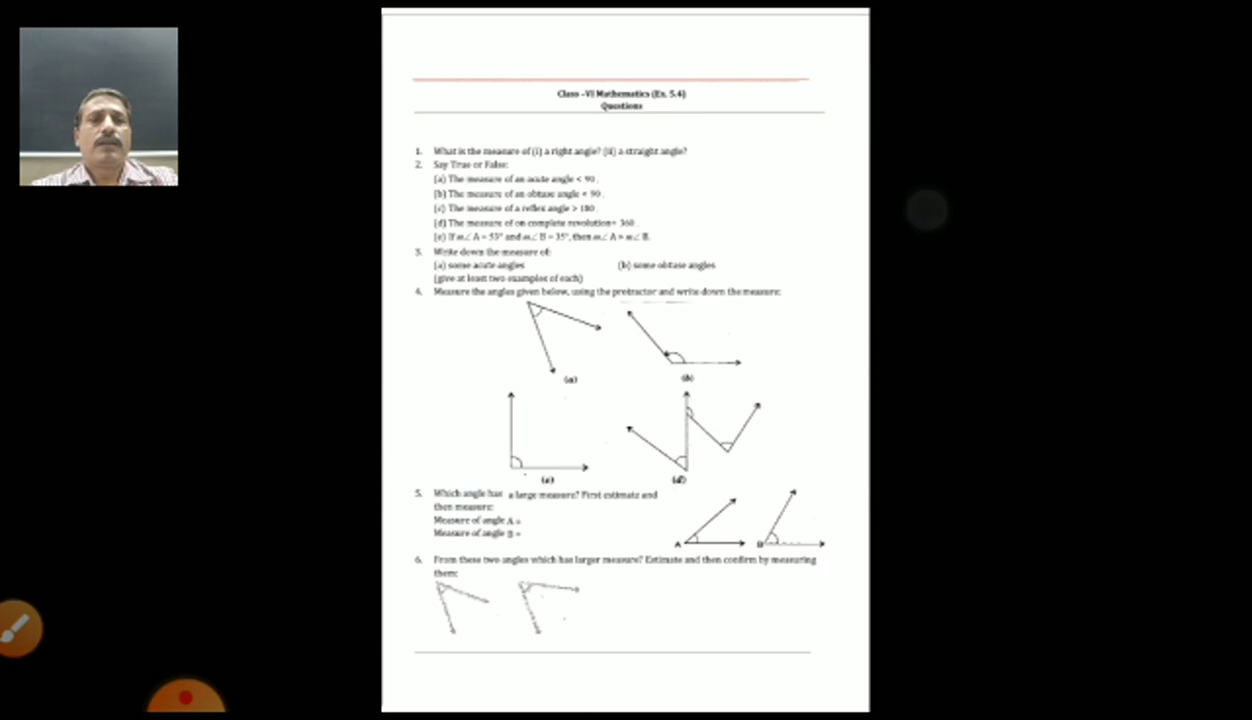 Class -VI Mathematics (Ex. 5.4)
Questions
1. What is the measure of (i) a right angle? (ii) a straight angle?
2. Say True or False:
(a) The measure of an acute angle < 90 .
(b) The measure of an obtuse angle < 90 .
(c) The measure of a reflex angle > 180 .
(d) The measure of on complete revolution= 360 .
(e) If m∠ A = 53° and m∠ B = 35°, then m∠ A > m∠ B.
3. Write down the measure of:
(a) some acute angles (b) some obtuse angles
(give at least two examples of each)
4. Measure the angles given below, using the protractor and write down the measure:
(a) (b)
(c) (d)
5. Which angle has a large measure? First estimate and
then measure:
Measure of angle A =
Measure of angle B =
A B
6. From these two angles which has larger measure? Estimate and then confirm by measuring
them: